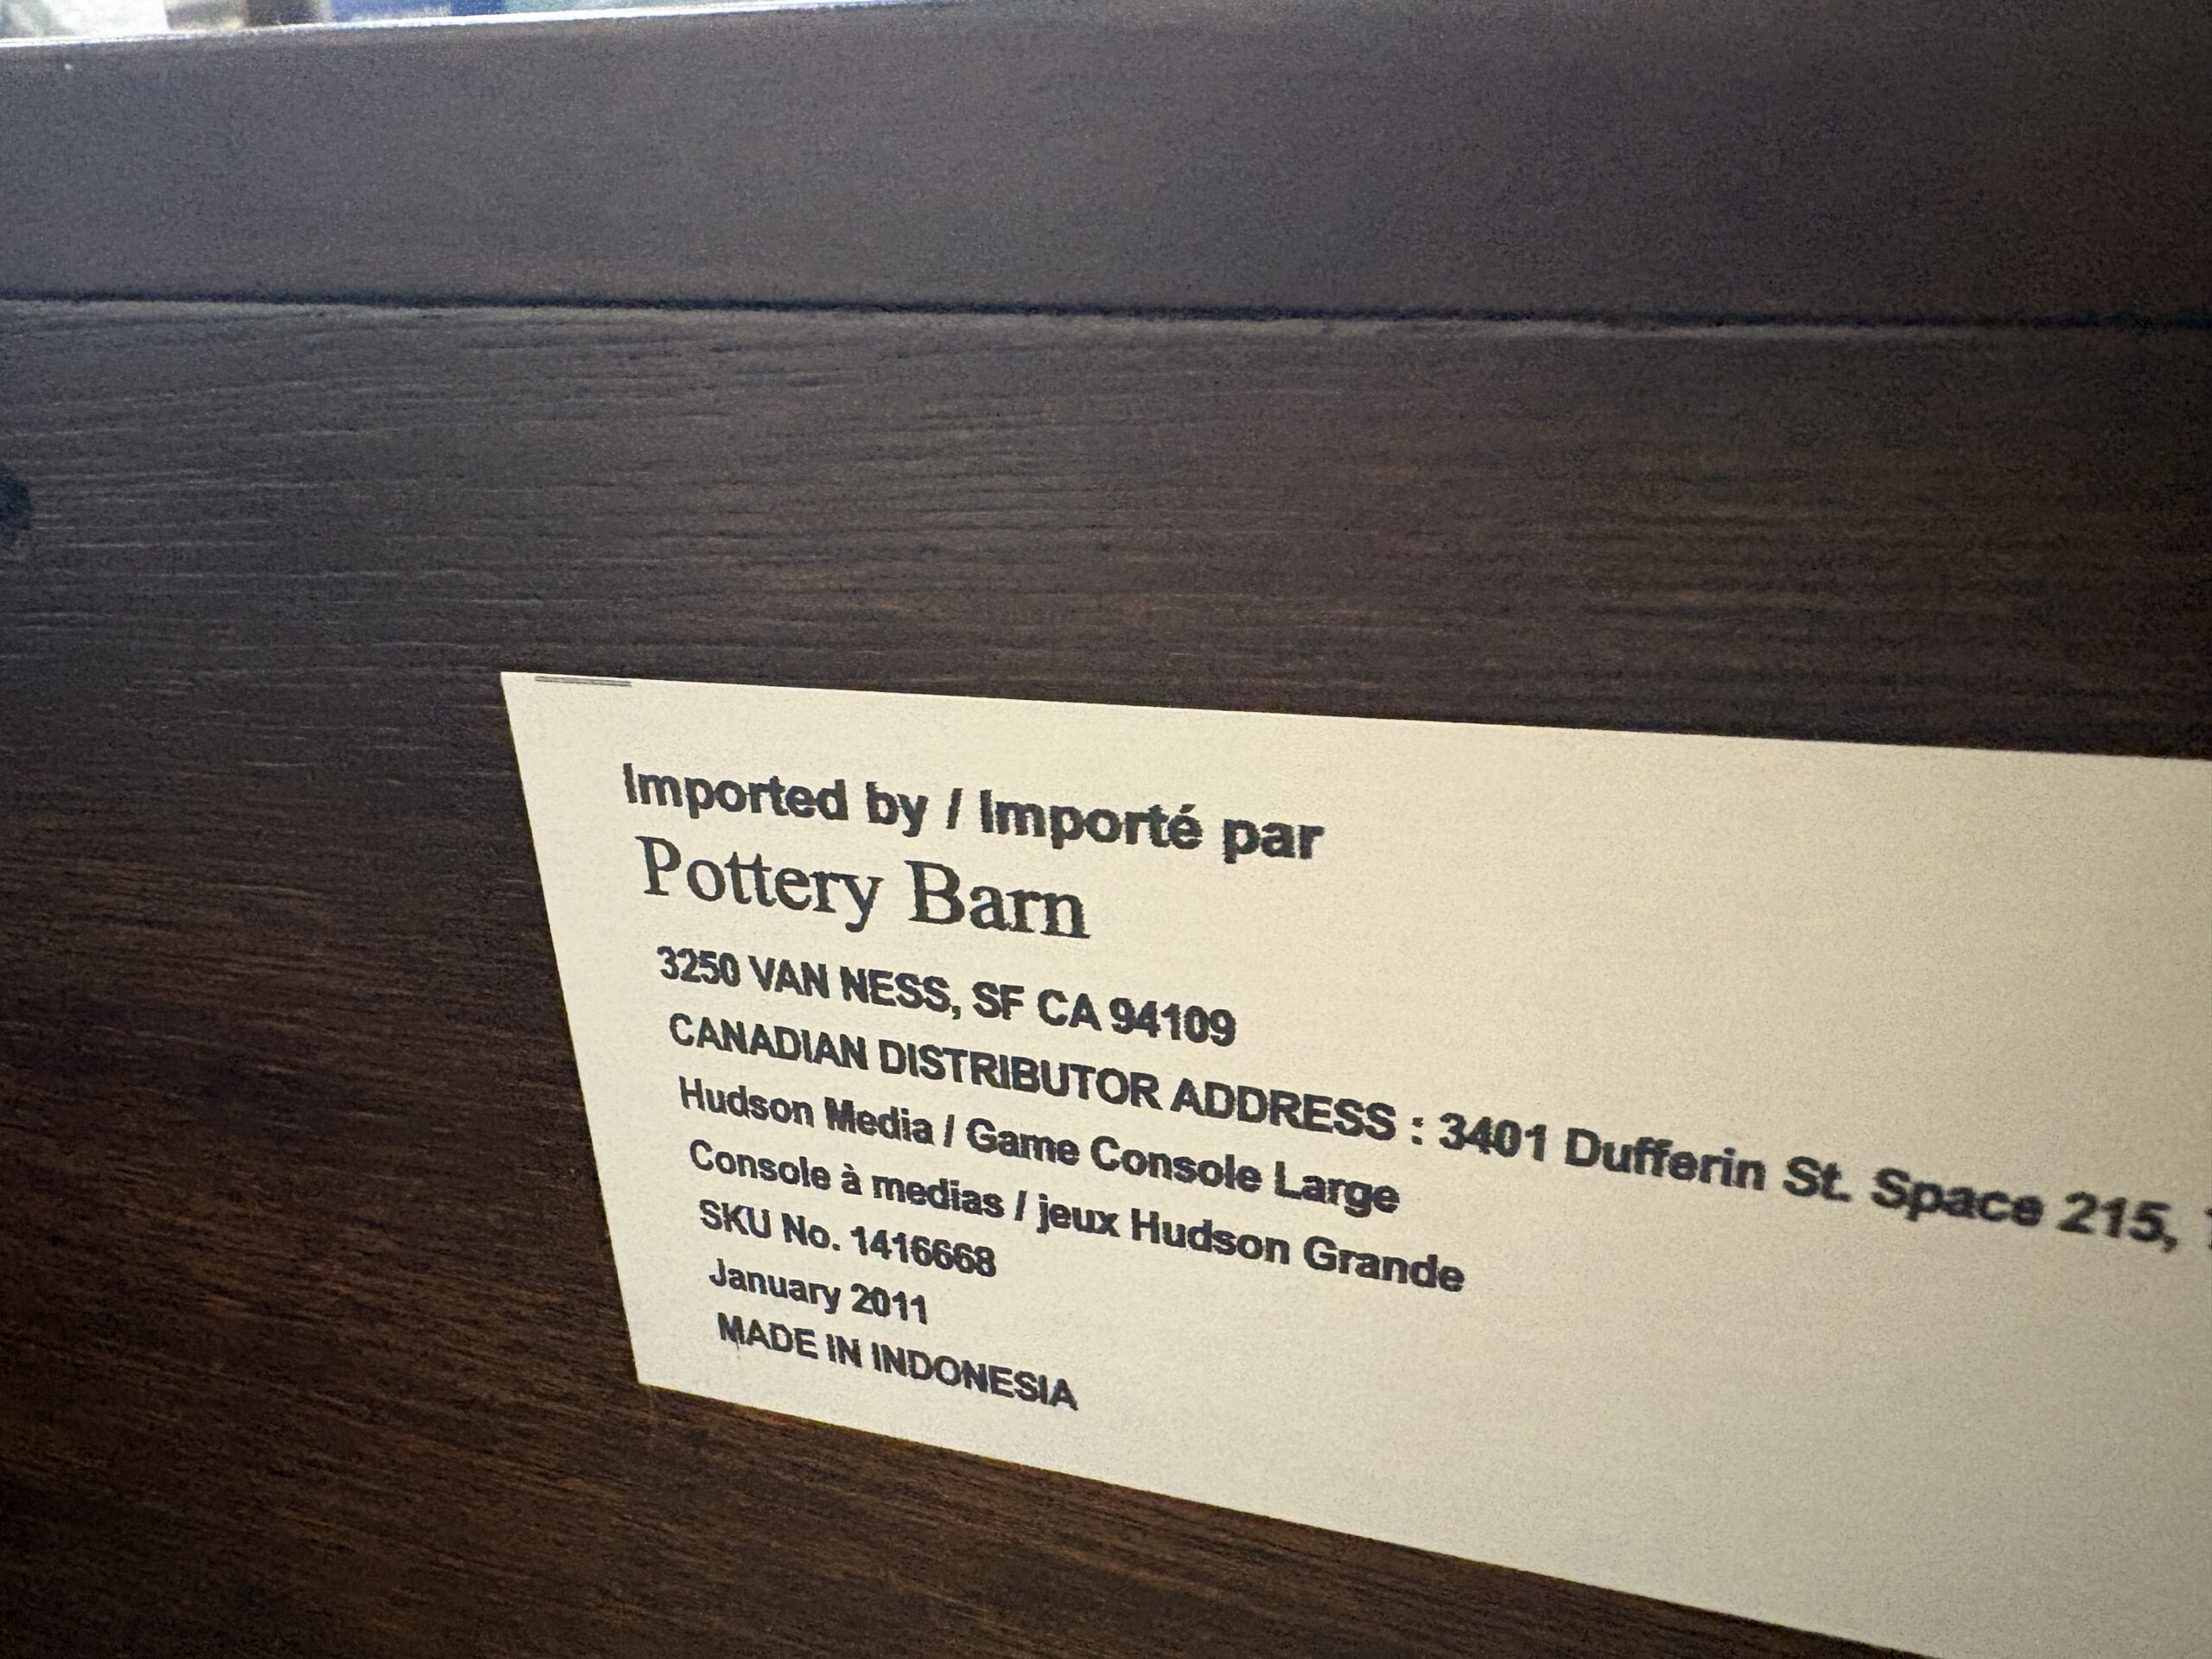 Imported by / Importé par
Pottery Barn
3250 VAN NESS, SF CA 94109
CANADIAN DISTRIBUTOR ADDRESS : 3401 Dufferin St. Space 215,
Hudson Media / Game Console Large
Console à medias / jeux Hudson Grande
SKU No. 1416668
January 2011
MADE IN INDONESIA